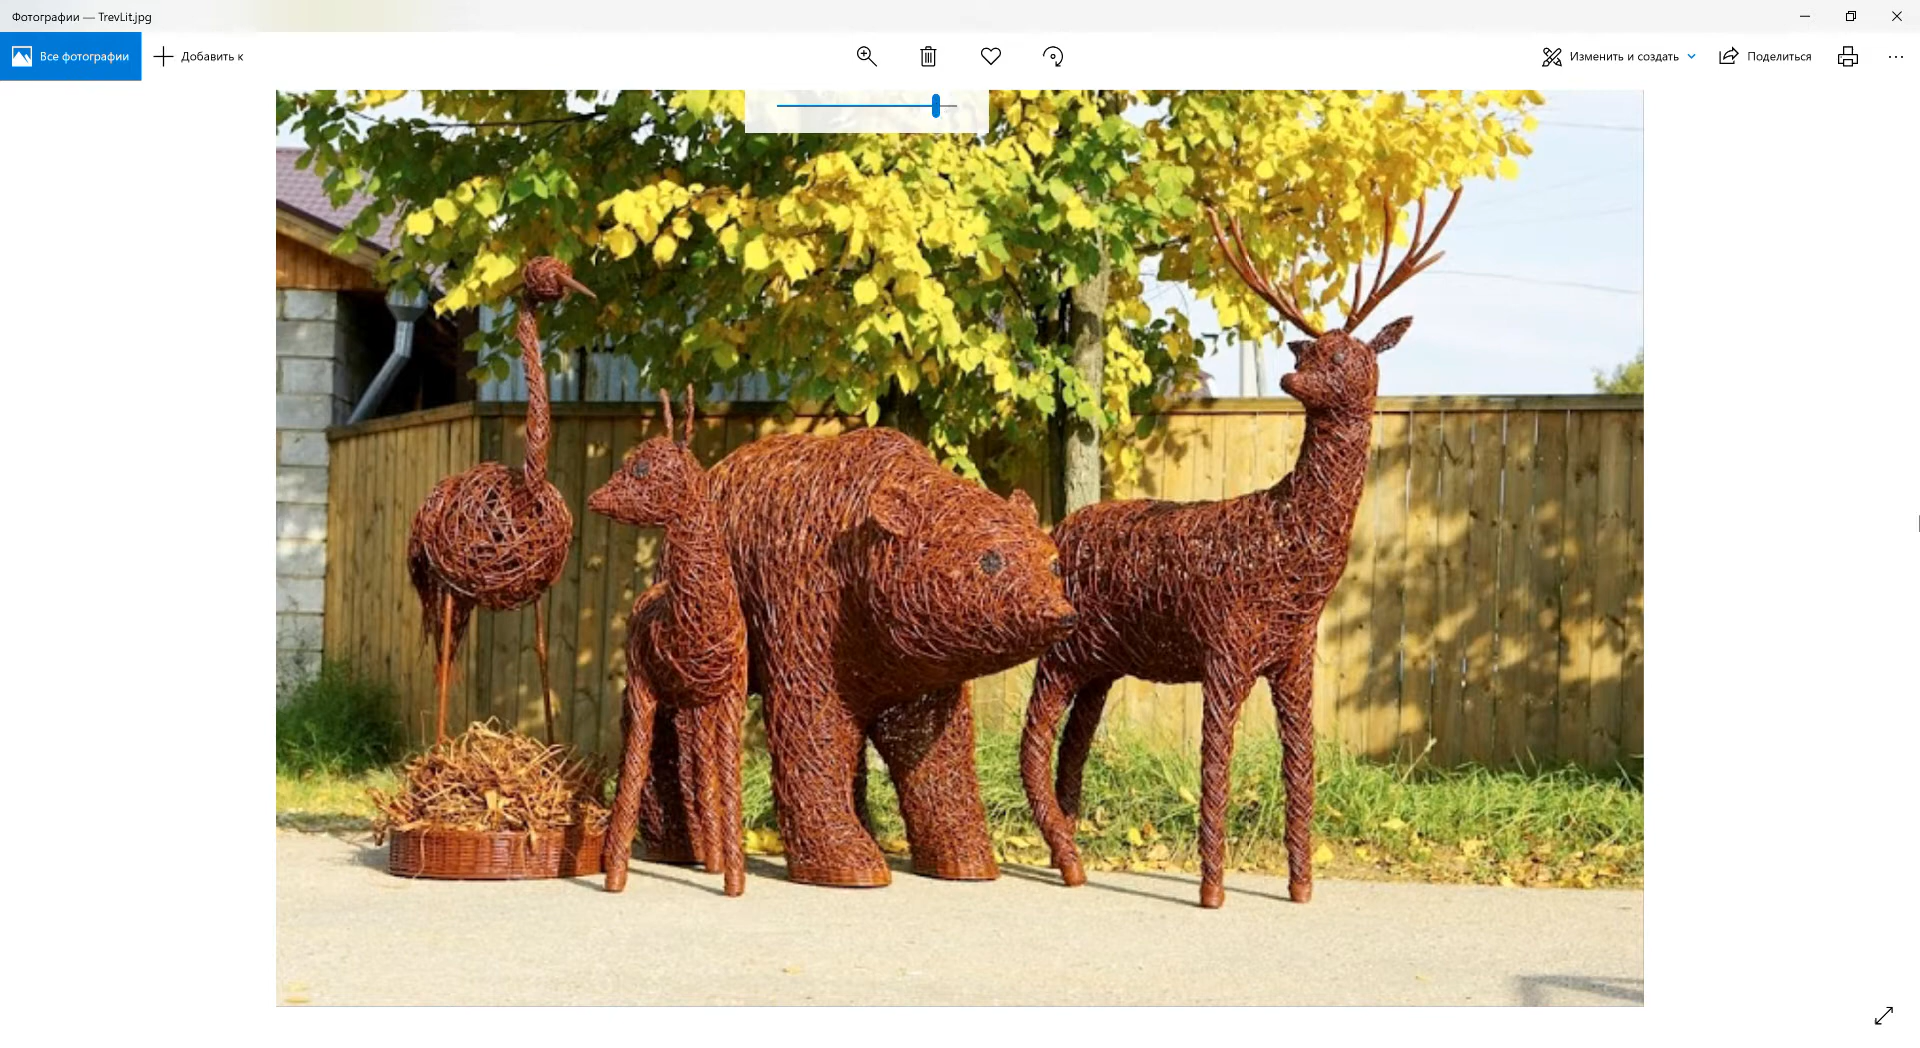 Фотографии — TrevLit.jpg
Все фотографии
Добавить к
Изменить и создать
Поделиться